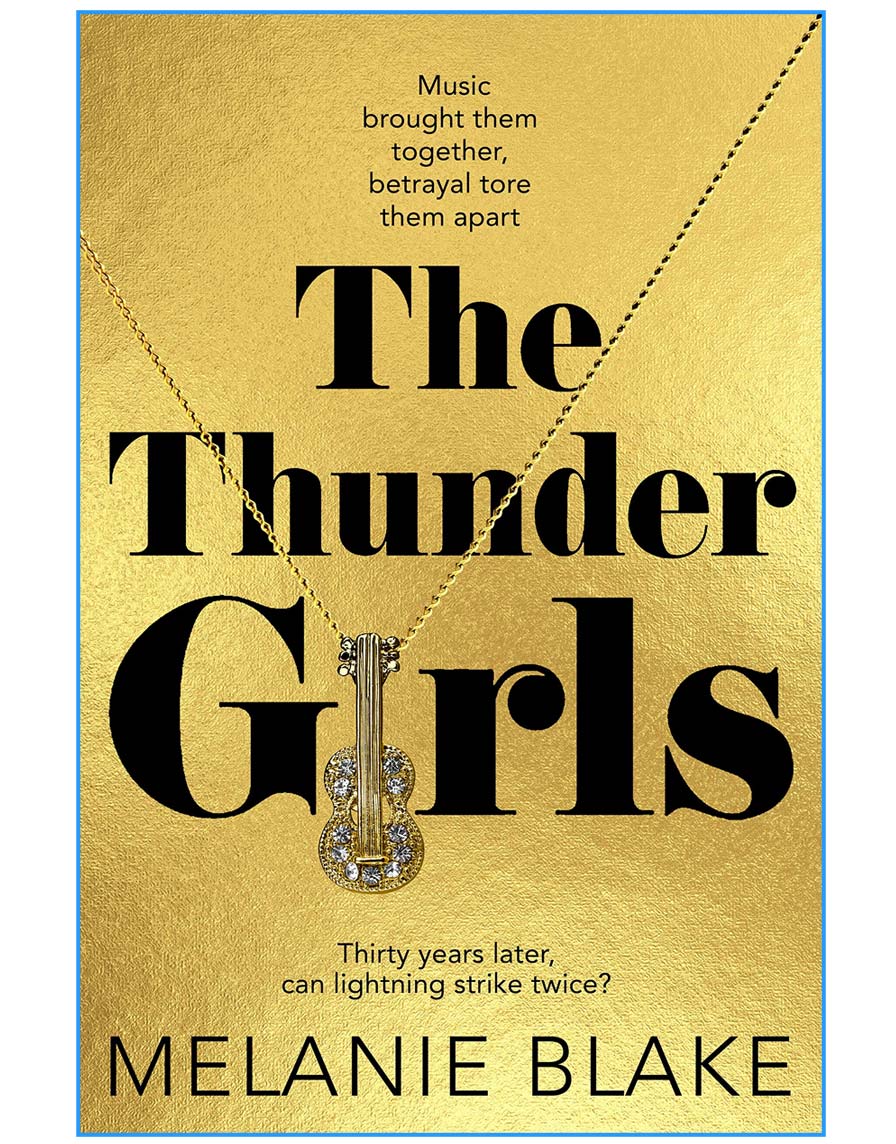 Music
brought them
together,
betrayal tore
them apart
The
Thunder
Girls
Thirty years later,
can lightning strike twice?
MELANIE BLAKE